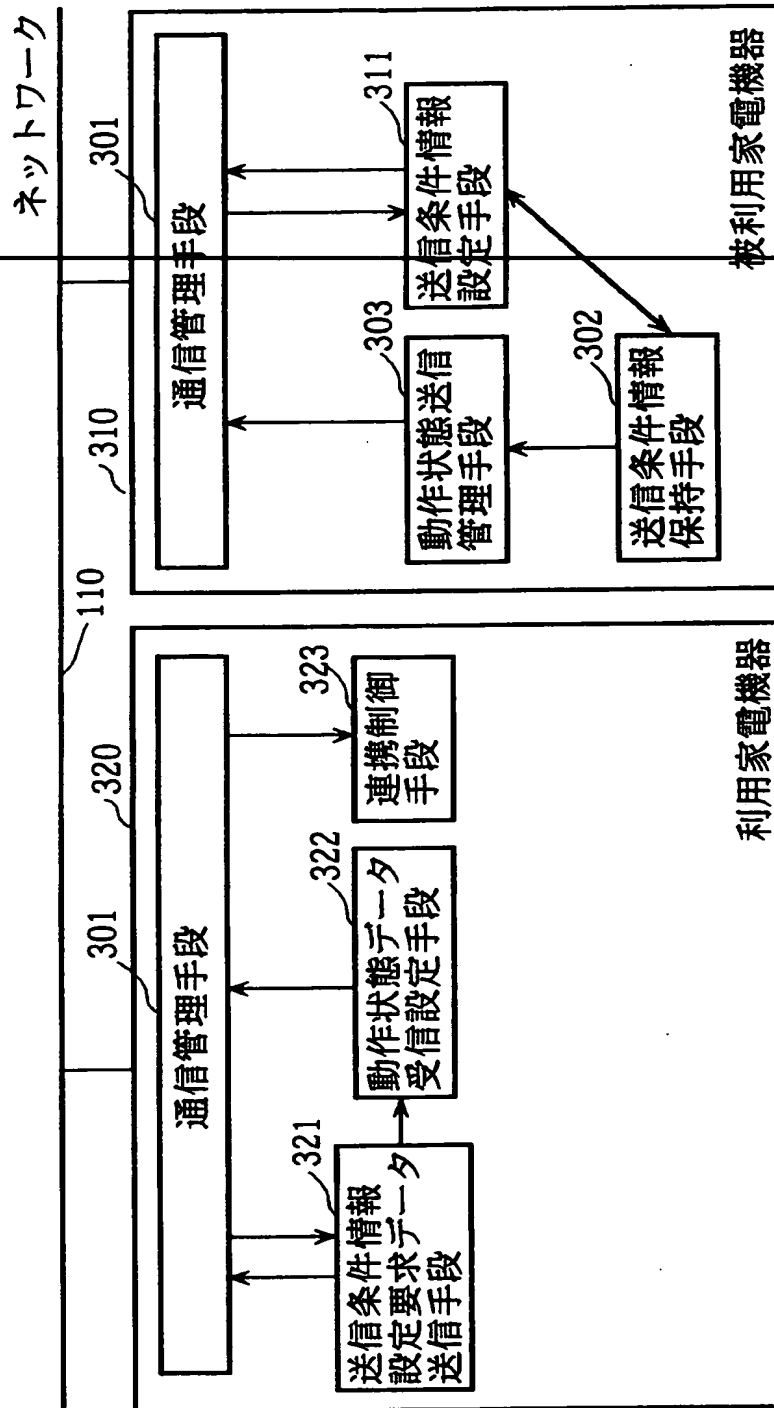 ネットワーク
110
320
301
通信管理手段
321
送信条件情報
設定要求データ
送信手段
322
動作状態データ
受信設定手段
323
連携制御
手段
利用家電機器
310
301
通信管理手段
303
動作状態送信
管理手段
311
送信条件情報
設定手段
302
送信条件情報
保持手段
被利用家電機器